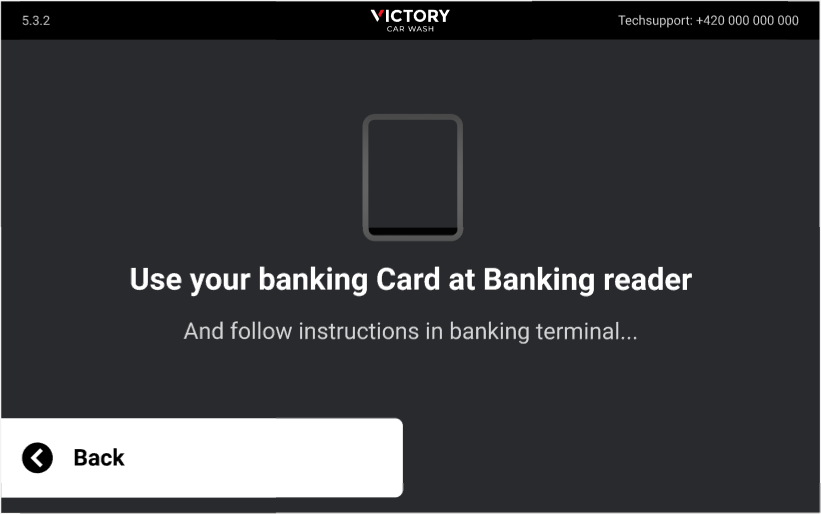 5.3.2
VICTORY
CAR WASH
Techsupport: +420 000 000 000
Use your banking Card at Banking reader
And follow instructions in banking terminal...
Back